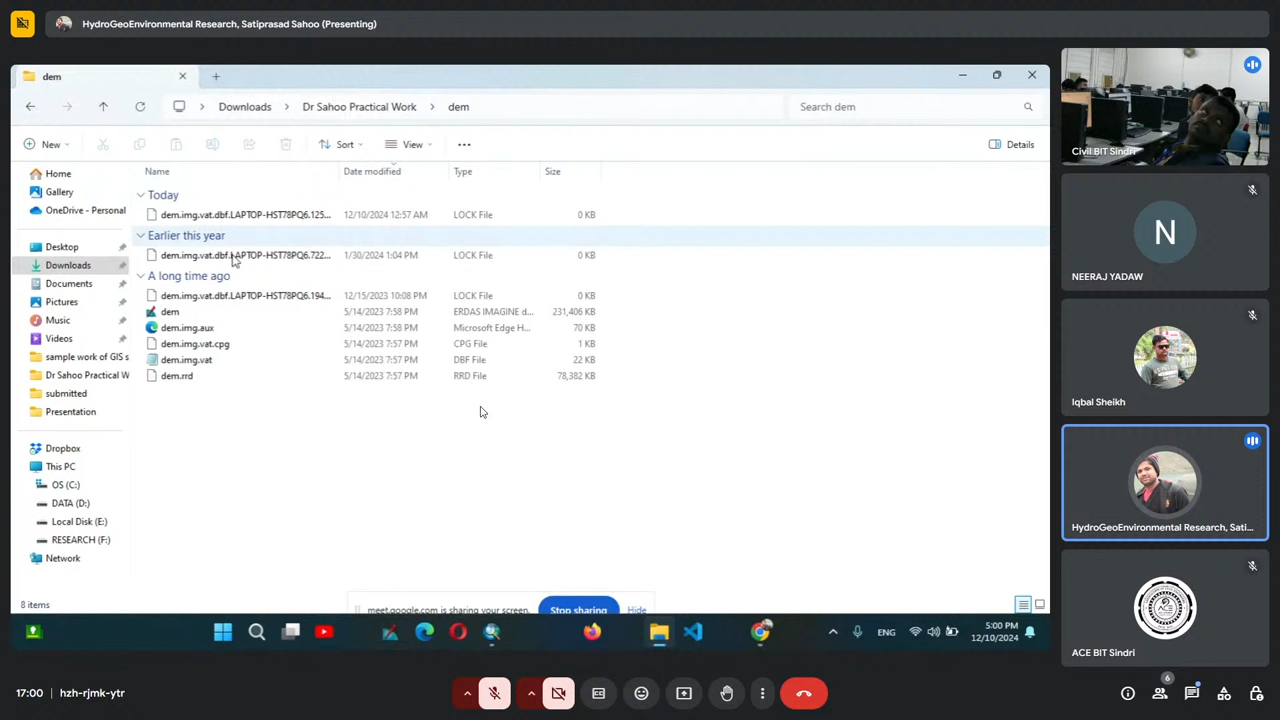 HydroGeoEnvironmental Research, Satiprasad Sahoo (Presenting)
dem
Downloads > Dr Sahoo Practical Work > dem
Search dem
New
Sort
View
Details
Name Date modified Type Size
Home
Gallery
OneDrive - Personal
Desktop
Downloads
Documents
Pictures
Music
Videos
sample work of GIS s
Dr Sahoo Practical W
submitted
Presentation
Dropbox
This PC
OS (C:)
DATA (D:)
Local Disk (E:)
RESEARCH (F:)
Network
Today
dem.img.vat.dbf.LAPTOP-HST78PQ6.125... 12/10/2024 12:57 AM LOCK File 0 KB
Earlier this year
dem.img.vat.dbf.LAPTOP-HST78PQ6.722... 1/30/2024 1:04 PM LOCK File 0 KB
A long time ago
dem.img.vat.dbf.LAPTOP-HST78PQ6.194... 12/15/2023 10:08 PM LOCK File 0 KB
dem 5/14/2023 7:58 PM ERDAS IMAGINE d... 231,406 KB
dem.img.aux 5/14/2023 7:58 PM Microsoft Edge H... 70 KB
dem.img.vat.cpg 5/14/2023 7:57 PM CPG File 1 KB
dem.img.vat 5/14/2023 7:57 PM DBF File 22 KB
dem.rrd 5/14/2023 7:57 PM RRD File 78,382 KB
8 items
meet.google.com is sharing your screen. Stop sharing Hide
ENG
5:00 PM
12/10/2024
Civil BIT Sindri
N
NEERAJ YADAW
Iqbal Sheikh
HydroGeoEnvironmental Research, Sati...
ACE BIT Sindri
17:00 | hzh-rjmk-ytr
6